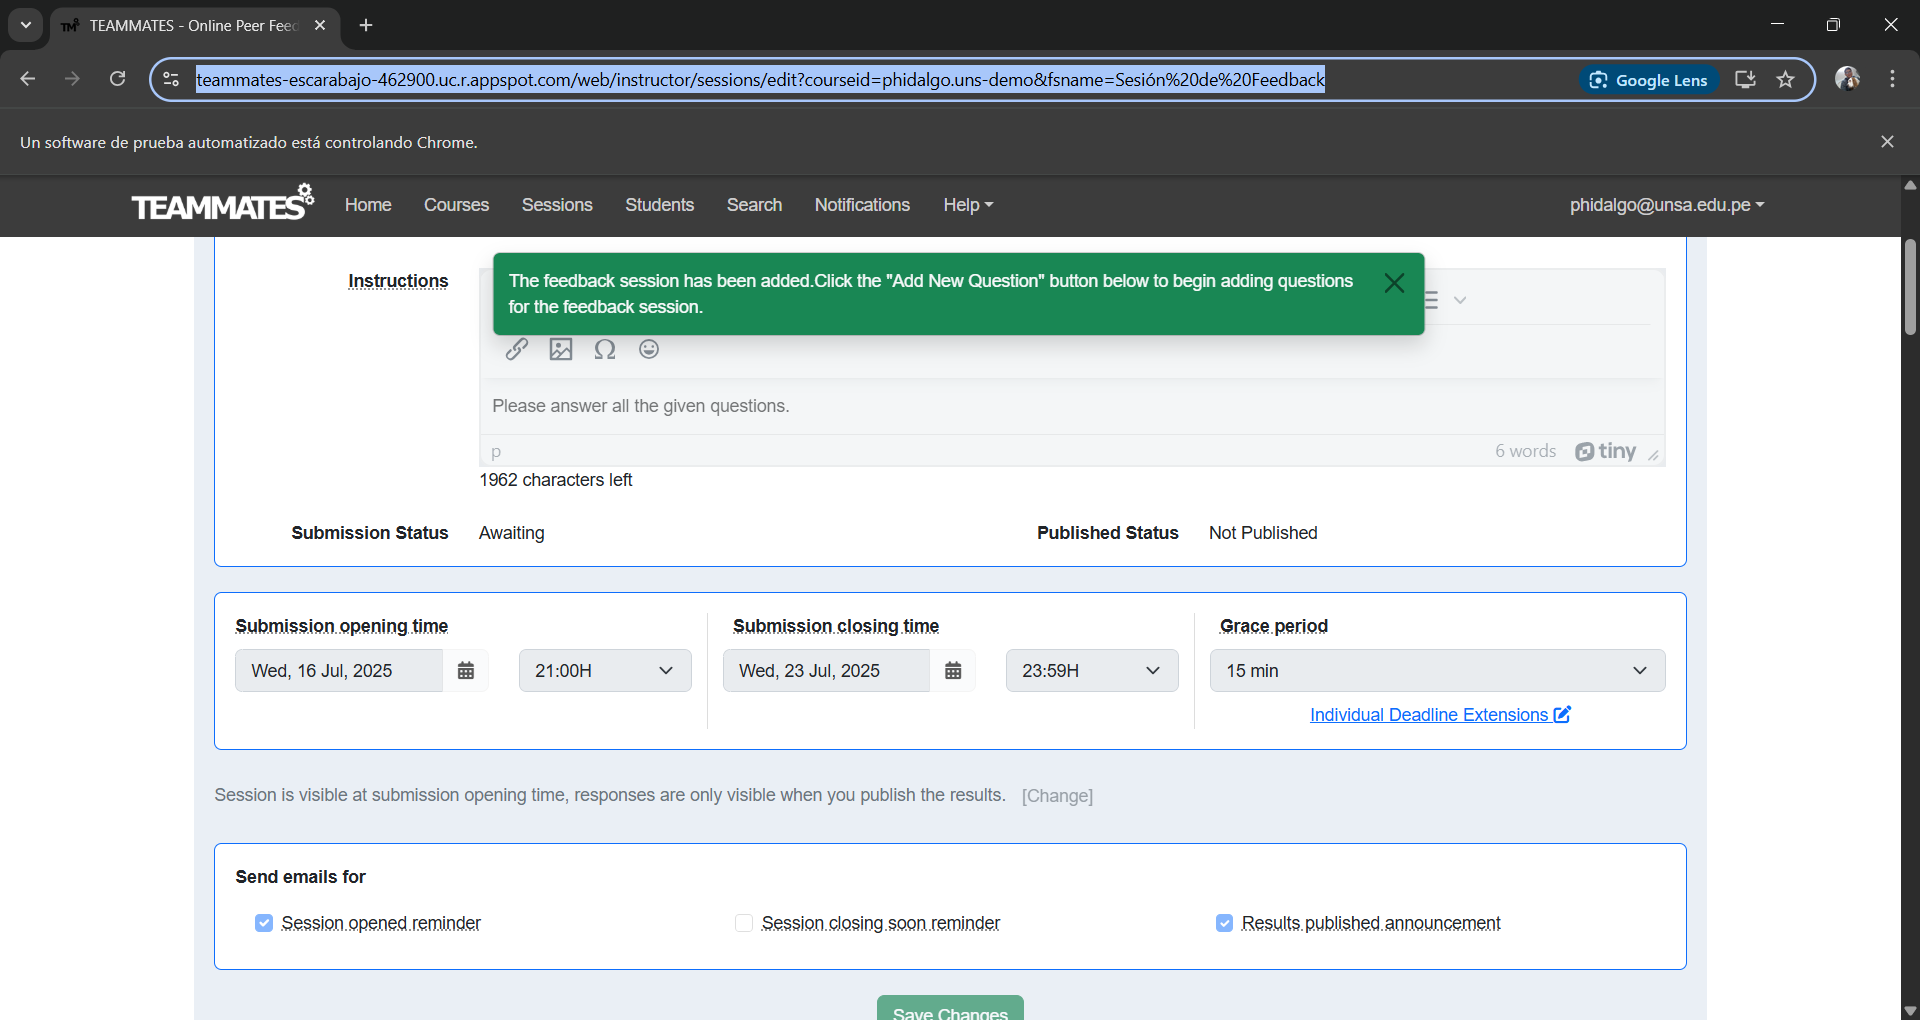 TEAMMATES - Online Peer Feed
teammates-escarabajo-462900.uc.r.appspot.com/web/instructor/sessions/edit?courseid=phidalgo.uns-demo&fsname=Sesión%20de%20Feedback
Google Lens
Un software de prueba automatizado está controlando Chrome.
TEAMMATES Home Courses Sessions Students Search Notifications Help phidalgo@unsa.edu.pe
The feedback session has been added.Click the "Add New Question" button below to begin adding questions
for the feedback session.
Instructions
Please answer all the given questions.
p 6 words tiny
1962 characters left
Submission Status Awaiting Published Status Not Published
Submission opening time Submission closing time Grace period
Wed, 16 Jul, 2025 21:00H Wed, 23 Jul, 2025 23:59H 15 min
Individual Deadline Extensions
Session is visible at submission opening time, responses are only visible when you publish the results. [Change]
Send emails for
Session opened reminder Session closing soon reminder Results published announcement
Save Changes